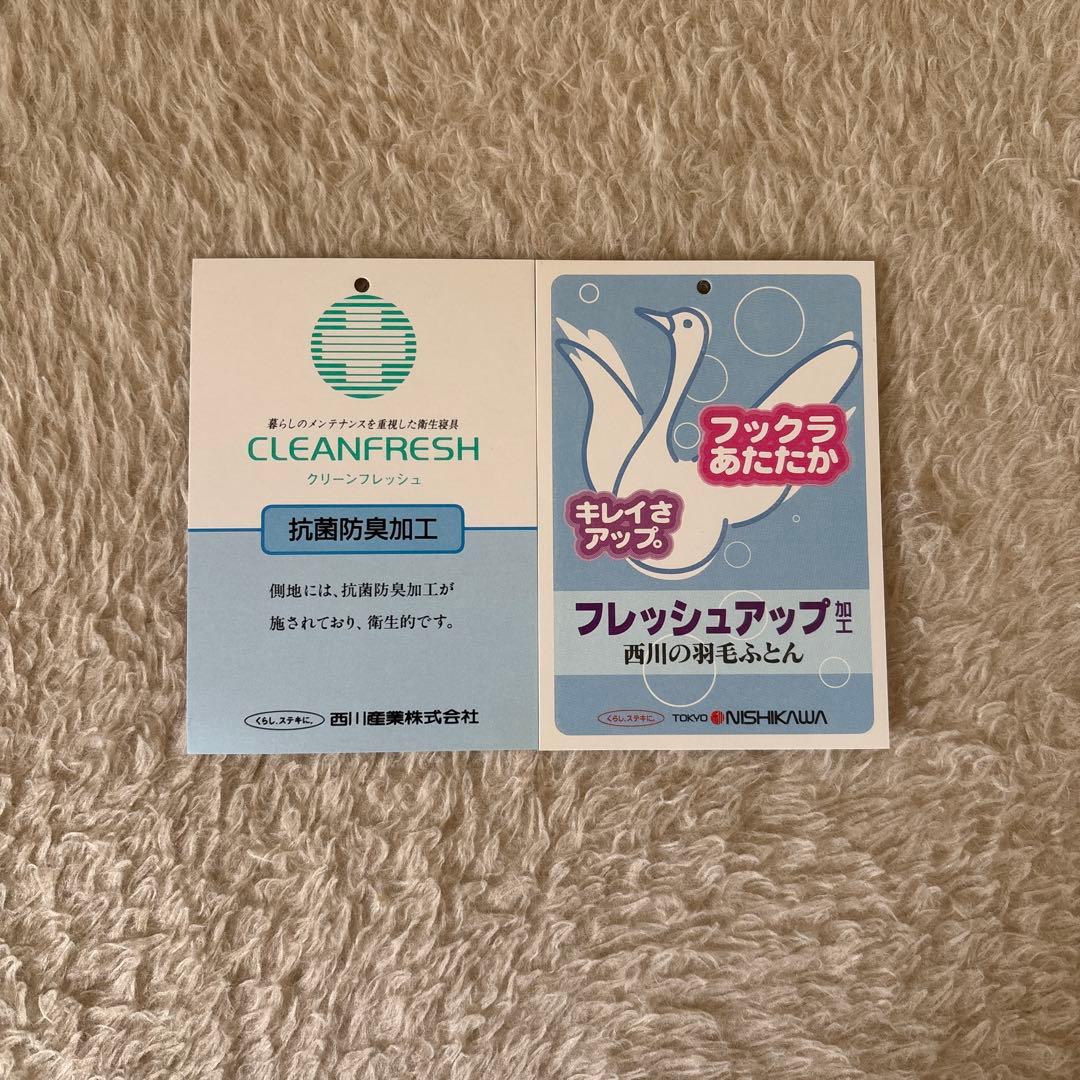 暮らしのメンテナンスを重視した衛生寝具
CLEANFRESH
クリーンフレッシュ
抗菌防臭加工
側地には、抗菌防臭加工が
施されており、衛生的です。
くらし、ステキに。 西川産業株式会社
フックラ
あたたか
キレイさ
アップ。
フレッシュアップ加工
西川の羽毛ふとん
くらし、ステキに。 TOKYO NISHIKAWA